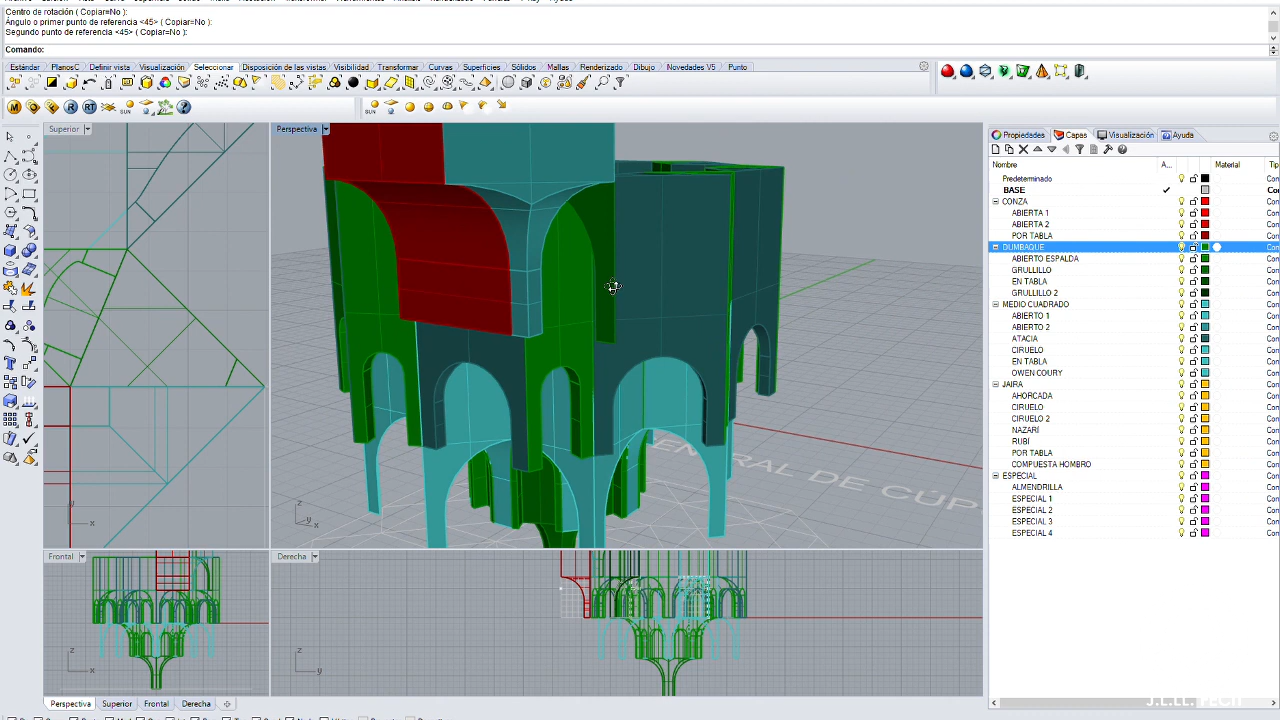 Centro de rotación ( Copiar=No ):
Ángulo o primer punto de referencia <45> ( Copiar=No ):
Segundo punto de referencia <45> ( Copiar=No ):
Comando:
Estándar PlanosC Definir vista Visualización Seleccionar Disposición de las vistas Visibilidad Transformar Curvas Superficies Sólidos Mallas Renderizado Dibujo Novedades V5 Punto
Superior
Perspectiva
Propiedades Capas Visualización Ayuda
Nombre A... Material
Predeterminado
BASE
CONZA
ABIERTA 1
ABIERTA 2
POR TABLA
DUMBAQUE
ABIERTO ESPALDA
GRULLILLO
EN TABLA
GRULLILLO 2
MEDIO CUADRADO
ABIERTO 1
ABIERTO 2
ATACIA
CIRUELO
EN TABLA
OWEN COURY
JAIRA
AHORCADA
CIRUELO
CIRUELO 2
NAZARÍ
RUBÍ
POR TABLA
COMPUESTA HOMBRO
ESPECIAL
ALMENDRILLA
ESPECIAL 1
ESPECIAL 2
ESPECIAL 3
ESPECIAL 4
Frontal
Derecha
Perspectiva Superior Frontal Derecha